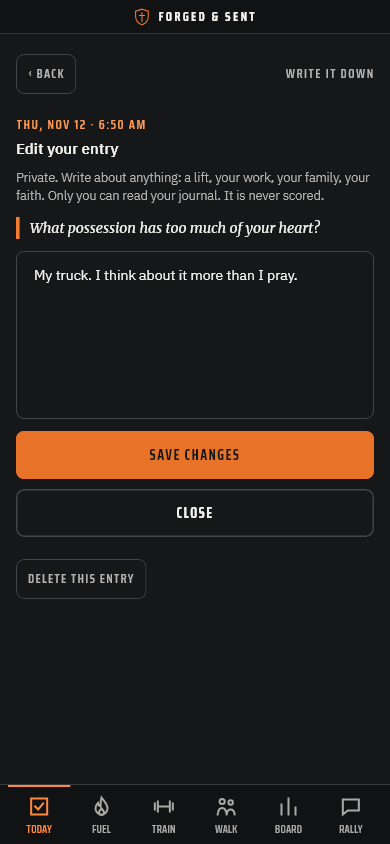 FORGED & SENT
‹ BACK
WRITE IT DOWN
THU, NOV 12 · 6:50 AM
Edit your entry
Private. Write about anything: a lift, your work, your family, your
faith. Only you can read your journal. It is never scored.
What possession has too much of your heart?
My truck. I think about it more than I pray.
SAVE CHANGES
CLOSE
DELETE THIS ENTRY
TODAY
FUEL
TRAIN
WALK
BOARD
RALLY